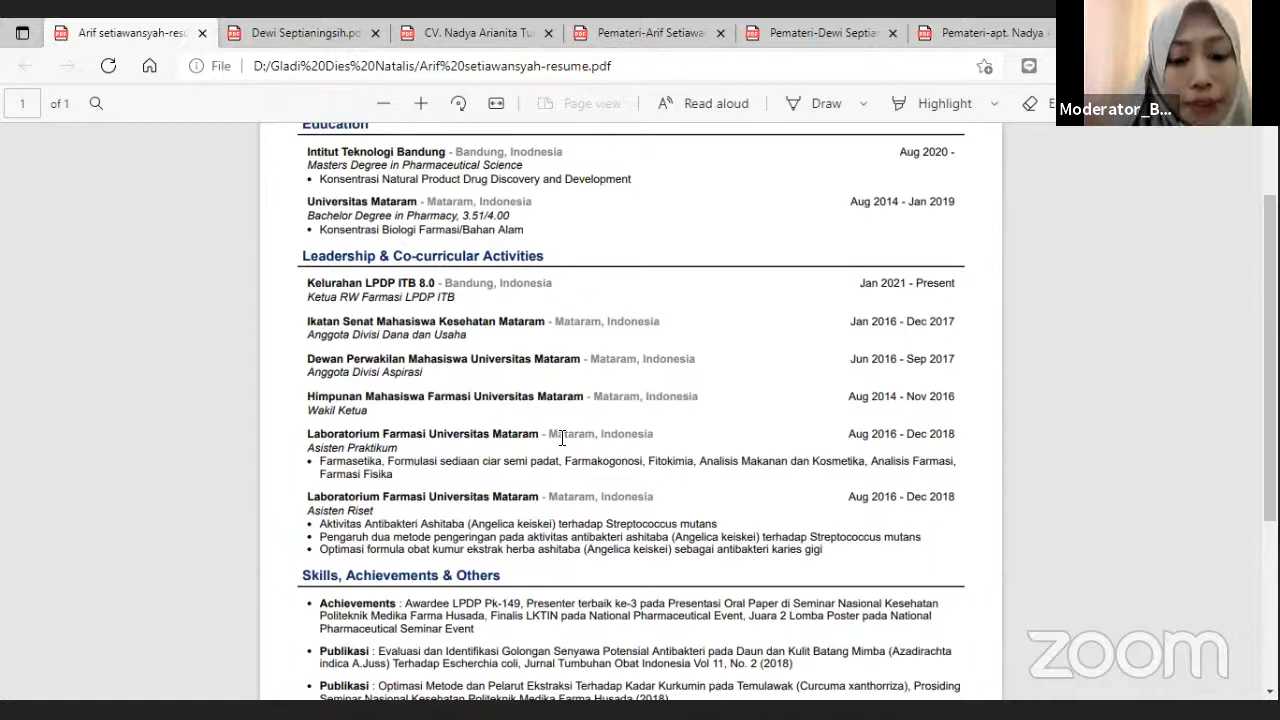 Arif setiawansyah-resu
Dewi Septianingsih.po
CV. Nadya Arianita Tu
Pemateri-Arif Setiawa
Pemateri-Dewi Septiar
Pemateri-apt. Nadya A
File
D:/Gladi%20Dies%20Natalis/Arif%20setiawansyah-resume.pdf
1 of 1
Page view
Read aloud
Draw
Highlight
Moderator_B...
Education
Intitut Teknologi Bandung - Bandung, Inodnesia
Aug 2020 -
Masters Degree in Pharmaceutical Science
• Konsentrasi Natural Product Drug Discovery and Development
Universitas Mataram - Mataram, Indonesia
Aug 2014 - Jan 2019
Bachelor Degree in Pharmacy, 3.51/4.00
• Konsentrasi Biologi Farmasi/Bahan Alam
Leadership & Co-curricular Activities
Kelurahan LPDP ITB 8.0 - Bandung, Indonesia
Jan 2021 - Present
Ketua RW Farmasi LPDP ITB
Ikatan Senat Mahasiswa Kesehatan Mataram - Mataram, Indonesia
Jan 2016 - Dec 2017
Anggota Divisi Dana dan Usaha
Dewan Perwakilan Mahasiswa Universitas Mataram - Mataram, Indonesia
Jun 2016 - Sep 2017
Anggota Divisi Aspirasi
Himpunan Mahasiswa Farmasi Universitas Mataram - Mataram, Indonesia
Aug 2014 - Nov 2016
Wakil Ketua
Laboratorium Farmasi Universitas Mataram - Mataram, Indonesia
Aug 2016 - Dec 2018
Asisten Praktikum
• Farmasetika, Formulasi sediaan ciar semi padat, Farmakogonosi, Fitokimia, Analisis Makanan dan Kosmetika, Analisis Farmasi,
Farmasi Fisika
Laboratorium Farmasi Universitas Mataram - Mataram, Indonesia
Aug 2016 - Dec 2018
Asisten Riset
• Aktivitas Antibakteri Ashitaba (Angelica keiskei) terhadap Streptococcus mutans
• Pengaruh dua metode pengeringan pada aktivitas antibakteri ashitaba (Angelica keiskei) terhadap Streptococcus mutans
• Optimasi formula obat kumur ekstrak herba ashitaba (Angelica keiskei) sebagai antibakteri karies gigi
Skills, Achievements & Others
• Achievements : Awardee LPDP Pk-149, Presenter terbaik ke-3 pada Presentasi Oral Paper di Seminar Nasional Kesehatan
Politeknik Medika Farma Husada, Finalis LKTIN pada National Pharmaceutical Event, Juara 2 Lomba Poster pada National
Pharmaceutical Seminar Event
• Publikasi : Evaluasi dan Identifikasi Golongan Senyawa Potensial Antibakteri pada Daun dan Kulit Batang Mimba (Azadirachta
indica A.Juss) Terhadap Escherchia coli, Jurnal Tumbuhan Obat Indonesia Vol 11, No. 2 (2018)
• Publikasi : Optimasi Metode dan Pelarut Ekstraksi Terhadap Kadar Kurkumin pada Temulawak (Curcuma xanthorriza), Prosiding
Seminar Nasional Kesehatan Politeknik Medika Farma Husada (2018)
zoom